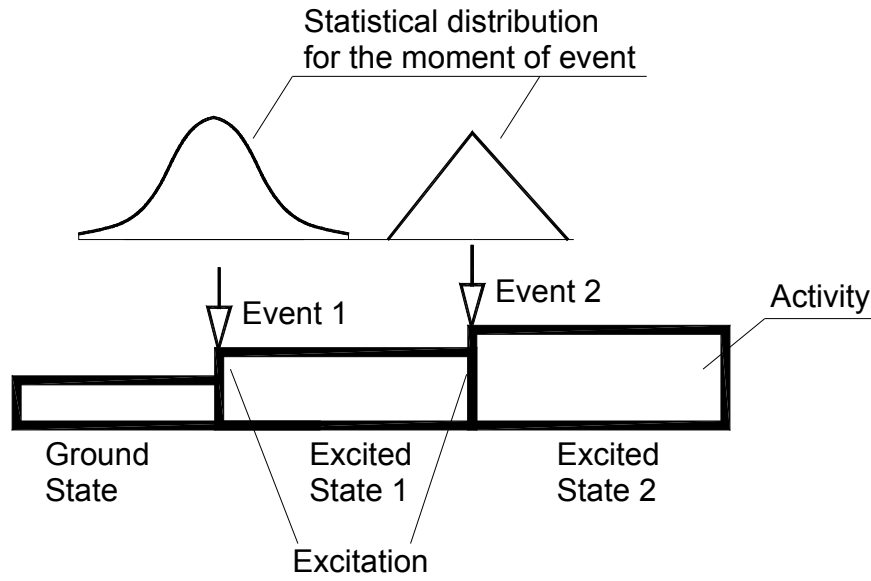 Statistical distribution
for the moment of event
Event 1
Event 2
Activity
Ground
State
Excited
State 1
Excited
State 2
Excitation